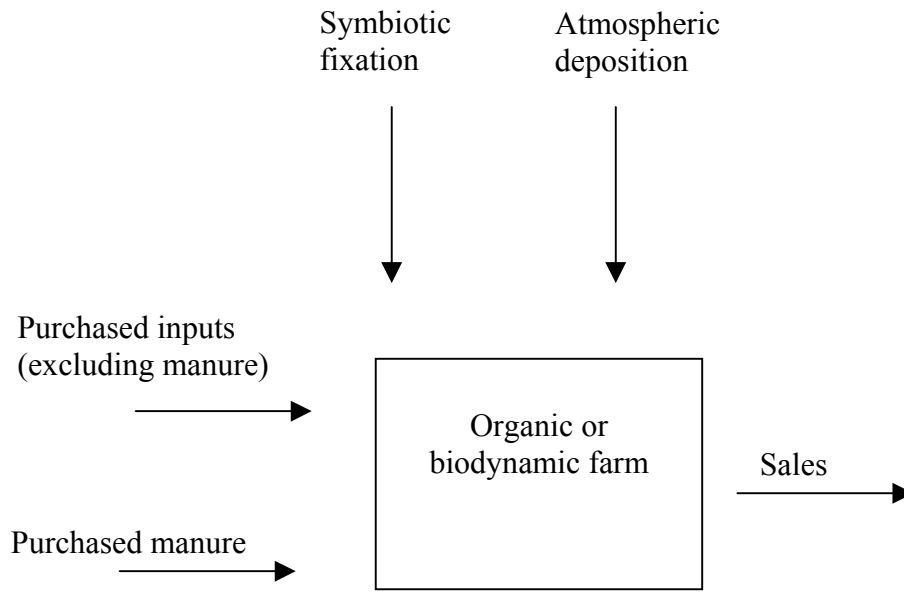 Symbiotic
fixation
Atmospheric
deposition
Purchased inputs
(excluding manure)
Organic or
biodynamic farm
Sales
Purchased manure